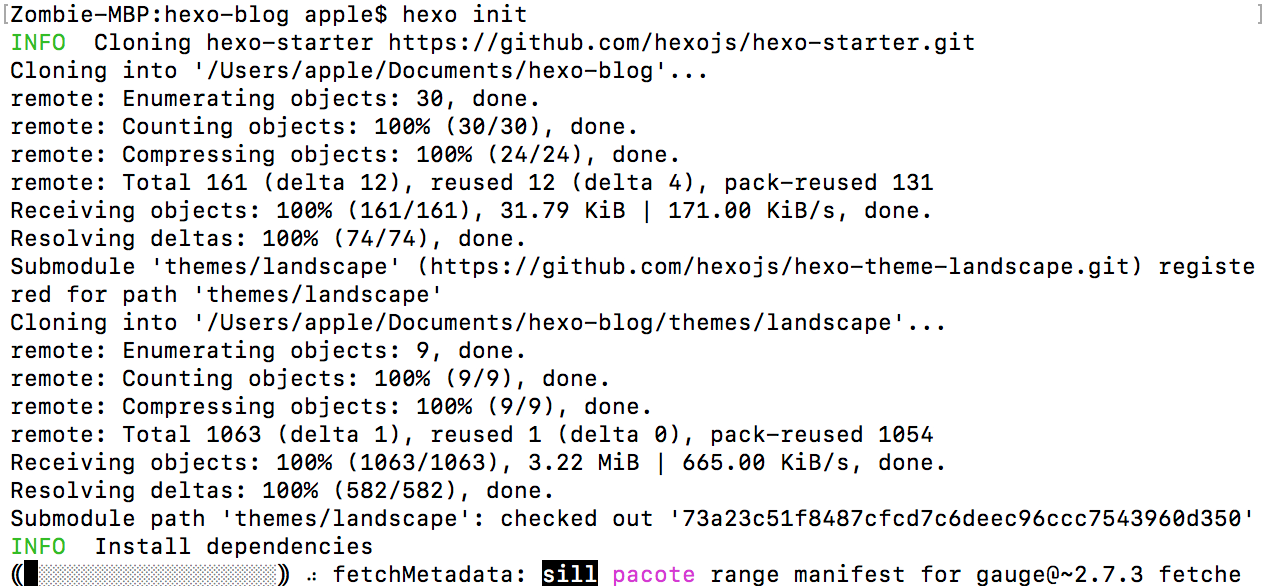 [Zombie-MBP:hexo-blog apple$ hexo init ]
INFO  Cloning hexo-starter https://github.com/hexojs/hexo-starter.git
Cloning into '/Users/apple/Documents/hexo-blog'...
remote: Enumerating objects: 30, done.
remote: Counting objects: 100% (30/30), done.
remote: Compressing objects: 100% (24/24), done.
remote: Total 161 (delta 12), reused 12 (delta 4), pack-reused 131
Receiving objects: 100% (161/161), 31.79 KiB | 171.00 KiB/s, done.
Resolving deltas: 100% (74/74), done.
Submodule 'themes/landscape' (https://github.com/hexojs/hexo-theme-landscape.git) registe
red for path 'themes/landscape'
Cloning into '/Users/apple/Documents/hexo-blog/themes/landscape'...
remote: Enumerating objects: 9, done.
remote: Counting objects: 100% (9/9), done.
remote: Compressing objects: 100% (9/9), done.
remote: Total 1063 (delta 1), reused 1 (delta 0), pack-reused 1054
Receiving objects: 100% (1063/1063), 3.22 MiB | 665.00 KiB/s, done.
Resolving deltas: 100% (582/582), done.
Submodule path 'themes/landscape': checked out '73a23c51f8487cfcd7c6deec96ccc7543960d350'
INFO  Install dependencies
⸨█░░░░░░░░░░░░░░░░░⸩ ⠴ fetchMetadata: sill pacote range manifest for gauge@~2.7.3 fetche